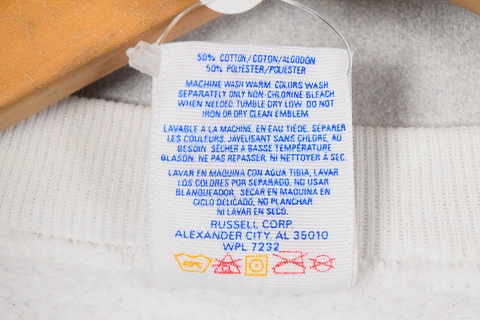 50% COTTON/COTON/ALGODÓN
50% POLYESTER/POLIESTER
MACHINE WASH WARM. COLORS WASH
SEPARATELY. ONLY NON-CHLORINE BLEACH
WHEN NEEDED. TUMBLE DRY LOW. DO NOT
IRON OR DRY CLEAN EMBLEM.
LAVABLE A LA MACHINE, EN EAU TIÈDE. SÉPARER
LES COULEURS. JAVELISANT SANS CHLORE, AU
BESOIN. SÉCHER À BASSE TEMPÉRATURE
BLASON: NE PAS REPASSER, NI NETTOYER À SEC.
LAVAR EN MAQUINA CON AGUA TIBIA, LAVAR
LOS COLORES POR SEPARADO, NO USAR
BLANQUEADOR, SECAR EN MAQUINA EN
CICLO DELICADO, NO PLANCHAR
NI LAVAR EN SECO.
RUSSELL CORP.
ALEXANDER CITY, AL 35010
WPL 7232
40°C